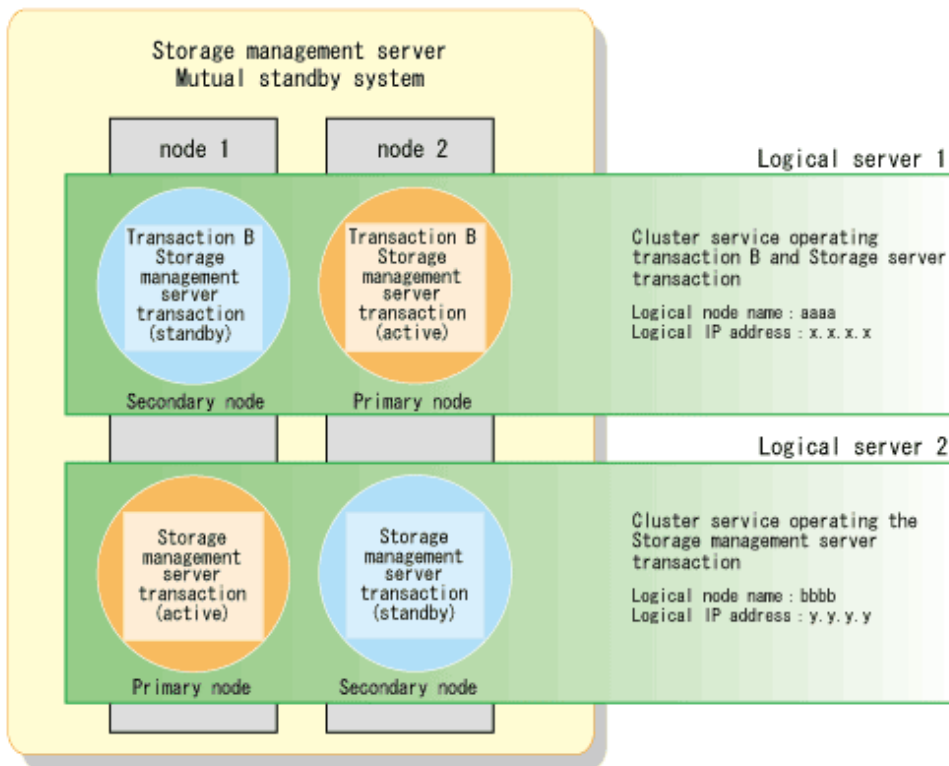 Storage management server
Mutual standby system
node 1
node 2
Logical server 1
Transaction B
Storage
management
server
transaction
(standby)
Secondary node
Transaction B
Storage
management
server
transaction
(active)
Primary node
Cluster service operating
transaction B and Storage server
transaction
Logical node name : aaaa
Logical IP address : x.x.x.x
Logical server 2
Storage
management
server
transaction
(active)
Primary node
Storage
management
server
transaction
(standby)
Secondary node
Cluster service operating the
Storage management server
transaction
Logical node name : bbbb
Logical IP address : y.y.y.y